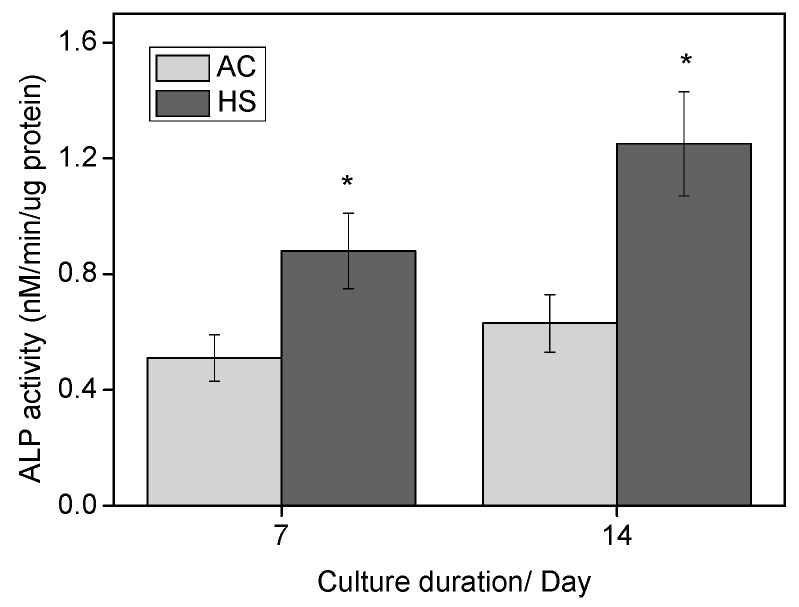 ALP activity (nM/min/ug protein)
1.6
1.2
0.8
0.4
0.0
AC
HS
*
*
7
14
Culture duration/ Day